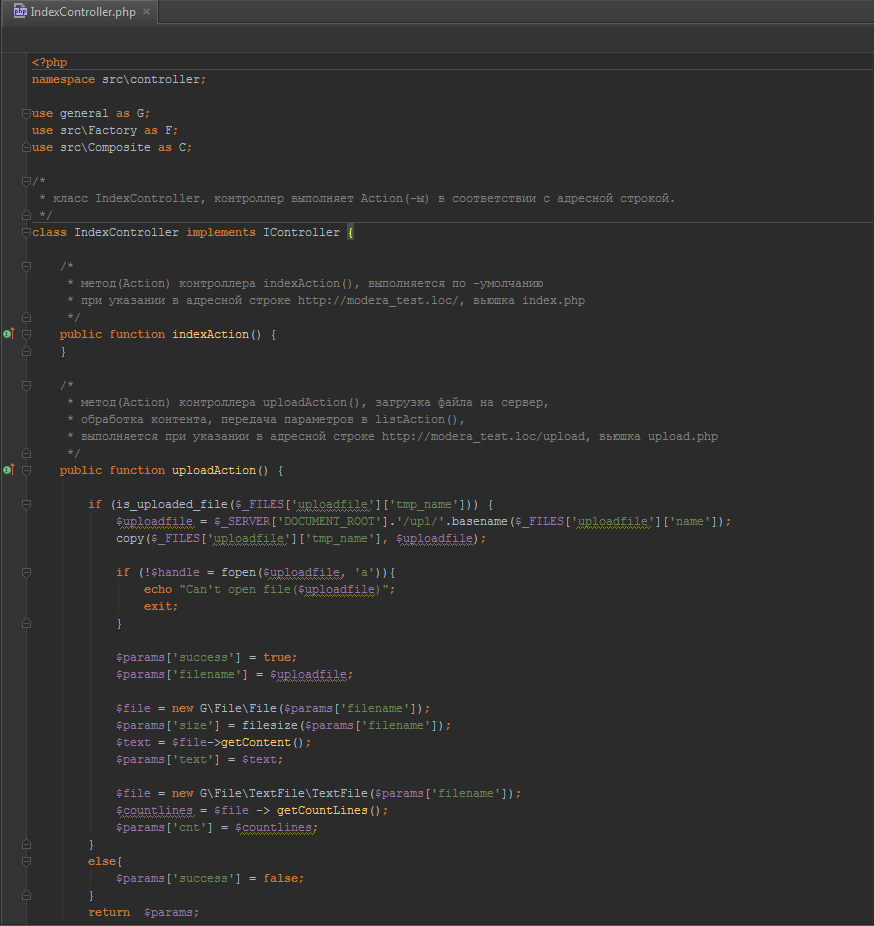 IndexController.php
<?php
namespace src\controller;
use general as G;
use src\Factory as F;
use src\Composite as C;
/*
* класс IndexController, контроллер выполняет Action(-ы) в соответствии с адресной строкой.
*/
class IndexController implements IController {
/*
* метод(Action) контроллера indexAction(), выполняется по -умолчанию
* при указании в адресной строке http://modera_test.loc/, вьюшка index.php
*/
public function indexAction() {
}
/*
* метод(Action) контроллера uploadAction(), загрузка файла на сервер,
* обработка контента, передача параметров в listAction(),
* выполняется при указании в адресной строке http://modera_test.loc/upload, вьюшка upload.php
*/
public function uploadAction() {
if (is_uploaded_file($_FILES['uploadfile']['tmp_name'])) {
$uploadfile = $_SERVER['DOCUMENT_ROOT'].'/upl/'.basename($_FILES['uploadfile']['name']);
copy($_FILES['uploadfile']['tmp_name'], $uploadfile);
if (!$handle = fopen($uploadfile, 'a')){
echo "Can't open file($uploadfile)";
exit;
}
$params['success'] = true;
$params['filename'] = $uploadfile;
$file = new G\File\File($params['filename']);
$params['size'] = filesize($params['filename']);
$text = $file->getContent();
$params['text'] = $text;
$file = new G\File\TextFile\TextFile($params['filename']);
$countlines = $file -> getCountLines();
$params['cnt'] = $countlines;
}
else{
$params['success'] = false;
}
return  $params;